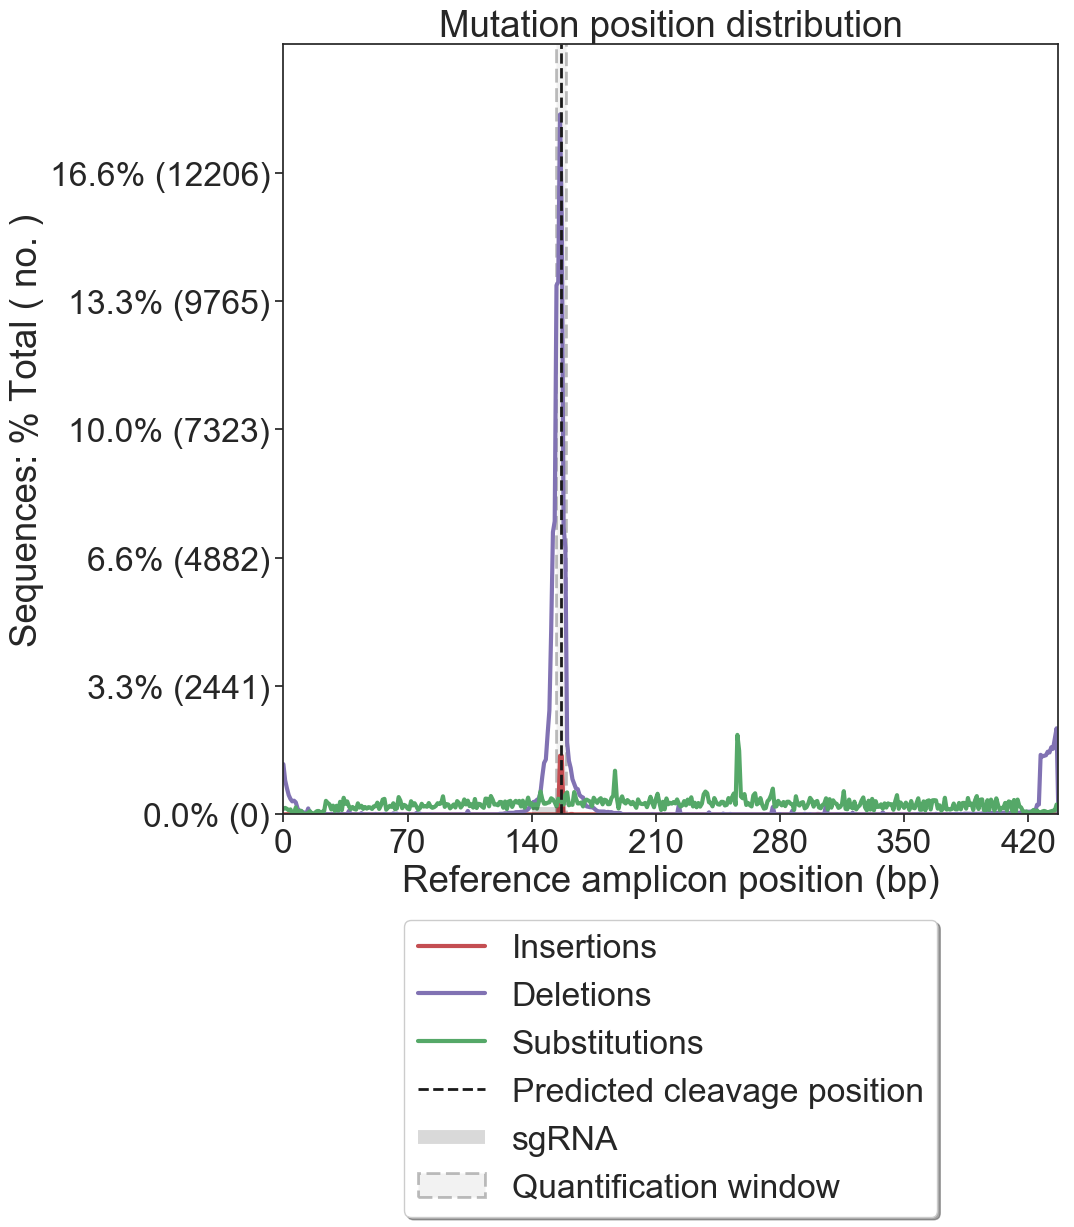 Mutation position distribution
Sequences: % Total ( no. )
16.6% (12206)
13.3% (9765)
10.0% (7323)
6.6% (4882)
3.3% (2441)
0.0% (0)
0 70 140 210 280 350 420
Reference amplicon position (bp)
Insertions
Deletions
Substitutions
Predicted cleavage position
sgRNA
Quantification window